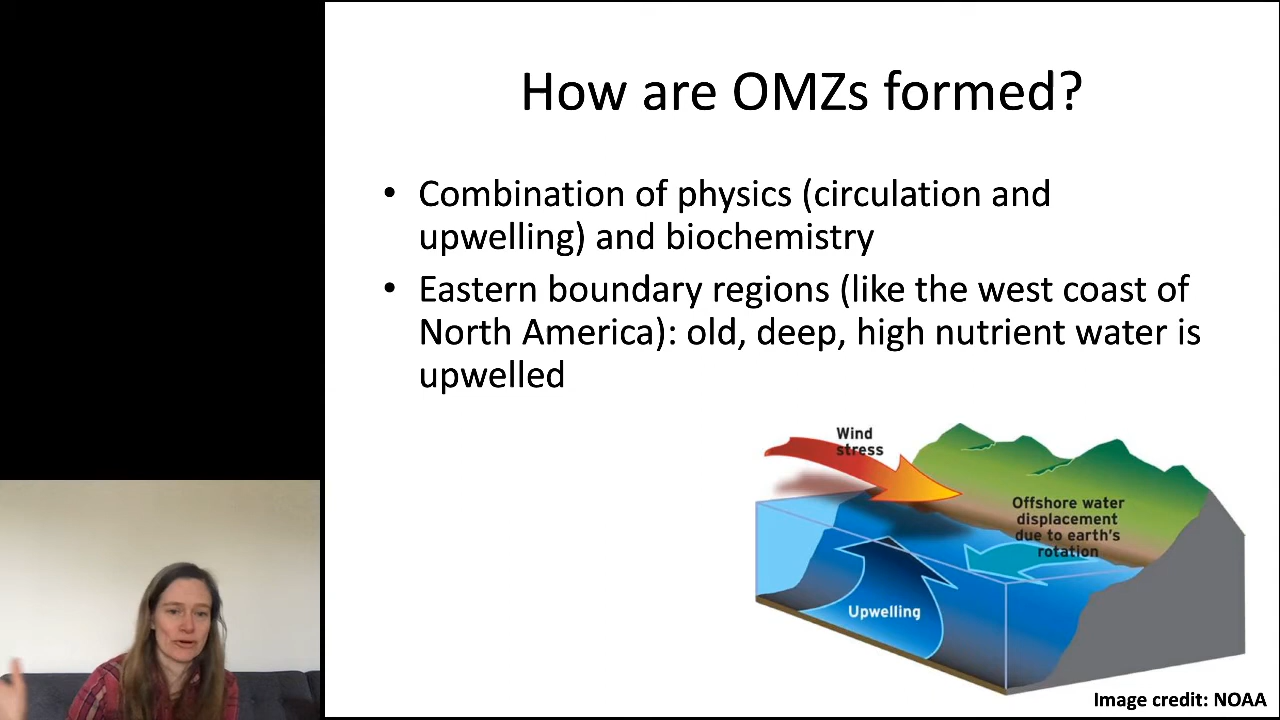 How are OMZs formed?
• Combination of physics (circulation and
upwelling) and biochemistry
• Eastern boundary regions (like the west coast of
North America): old, deep, high nutrient water is
upwelled
Wind
stress
Offshore water
displacement
due to earth's
rotation
Upwelling
Image credit: NOAA